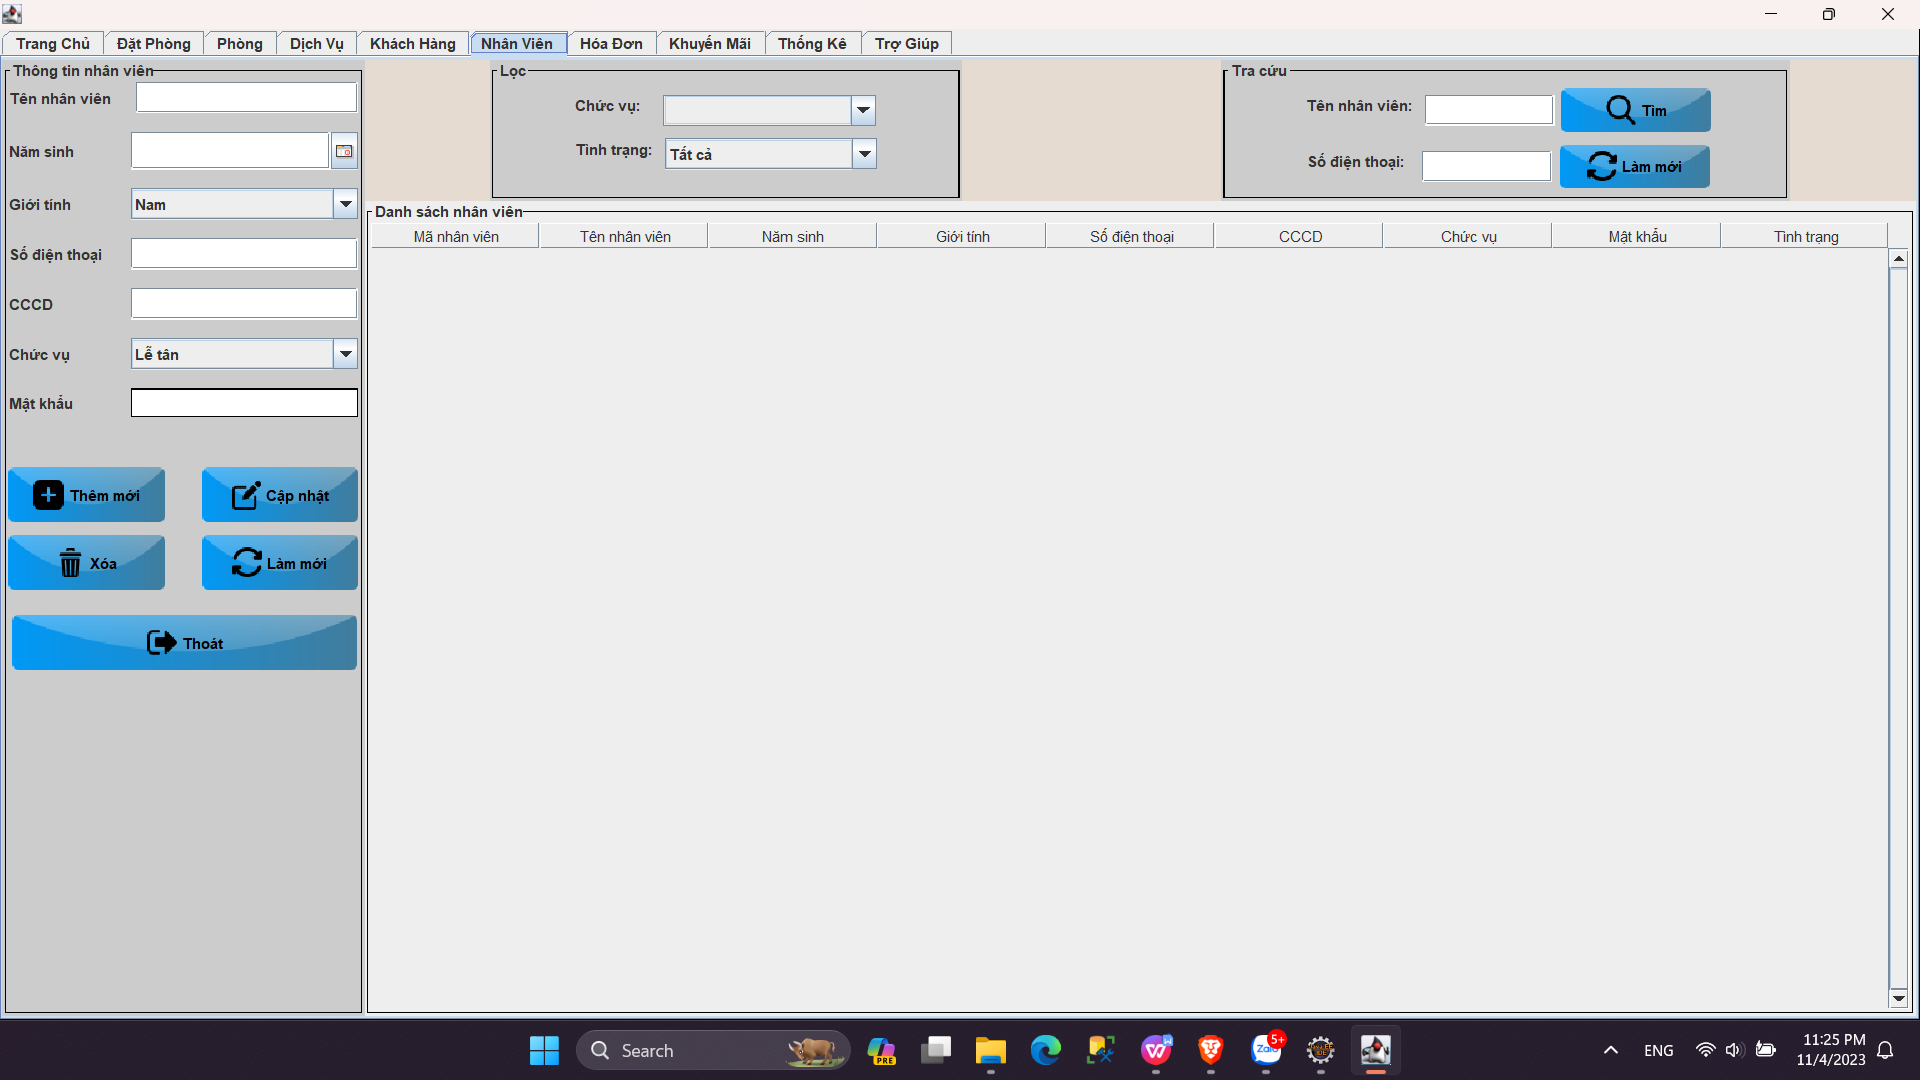 Trang Chủ Đặt Phòng Phòng Dịch Vụ Khách Hàng Nhân Viên Hóa Đơn Khuyến Mãi Thống Kê Trợ Giúp
Thông tin nhân viên
Tên nhân viên
Năm sinh
Giới tính Nam
Số điện thoại
CCCD
Chức vụ Lễ tân
Mật khẩu
Thêm mới Cập nhật
Xóa Làm mới
Thoát
Lọc
Chức vụ:
Tình trạng: Tất cả
Tra cứu
Tên nhân viên: Tìm
Số điện thoại: Làm mới
Danh sách nhân viên
Mã nhân viên Tên nhân viên Năm sinh Giới tính Số điện thoại CCCD Chức vụ Mật khẩu Tình trạng
Search PRE Zalo 5+ ENG 11:25 PM
11/4/2023